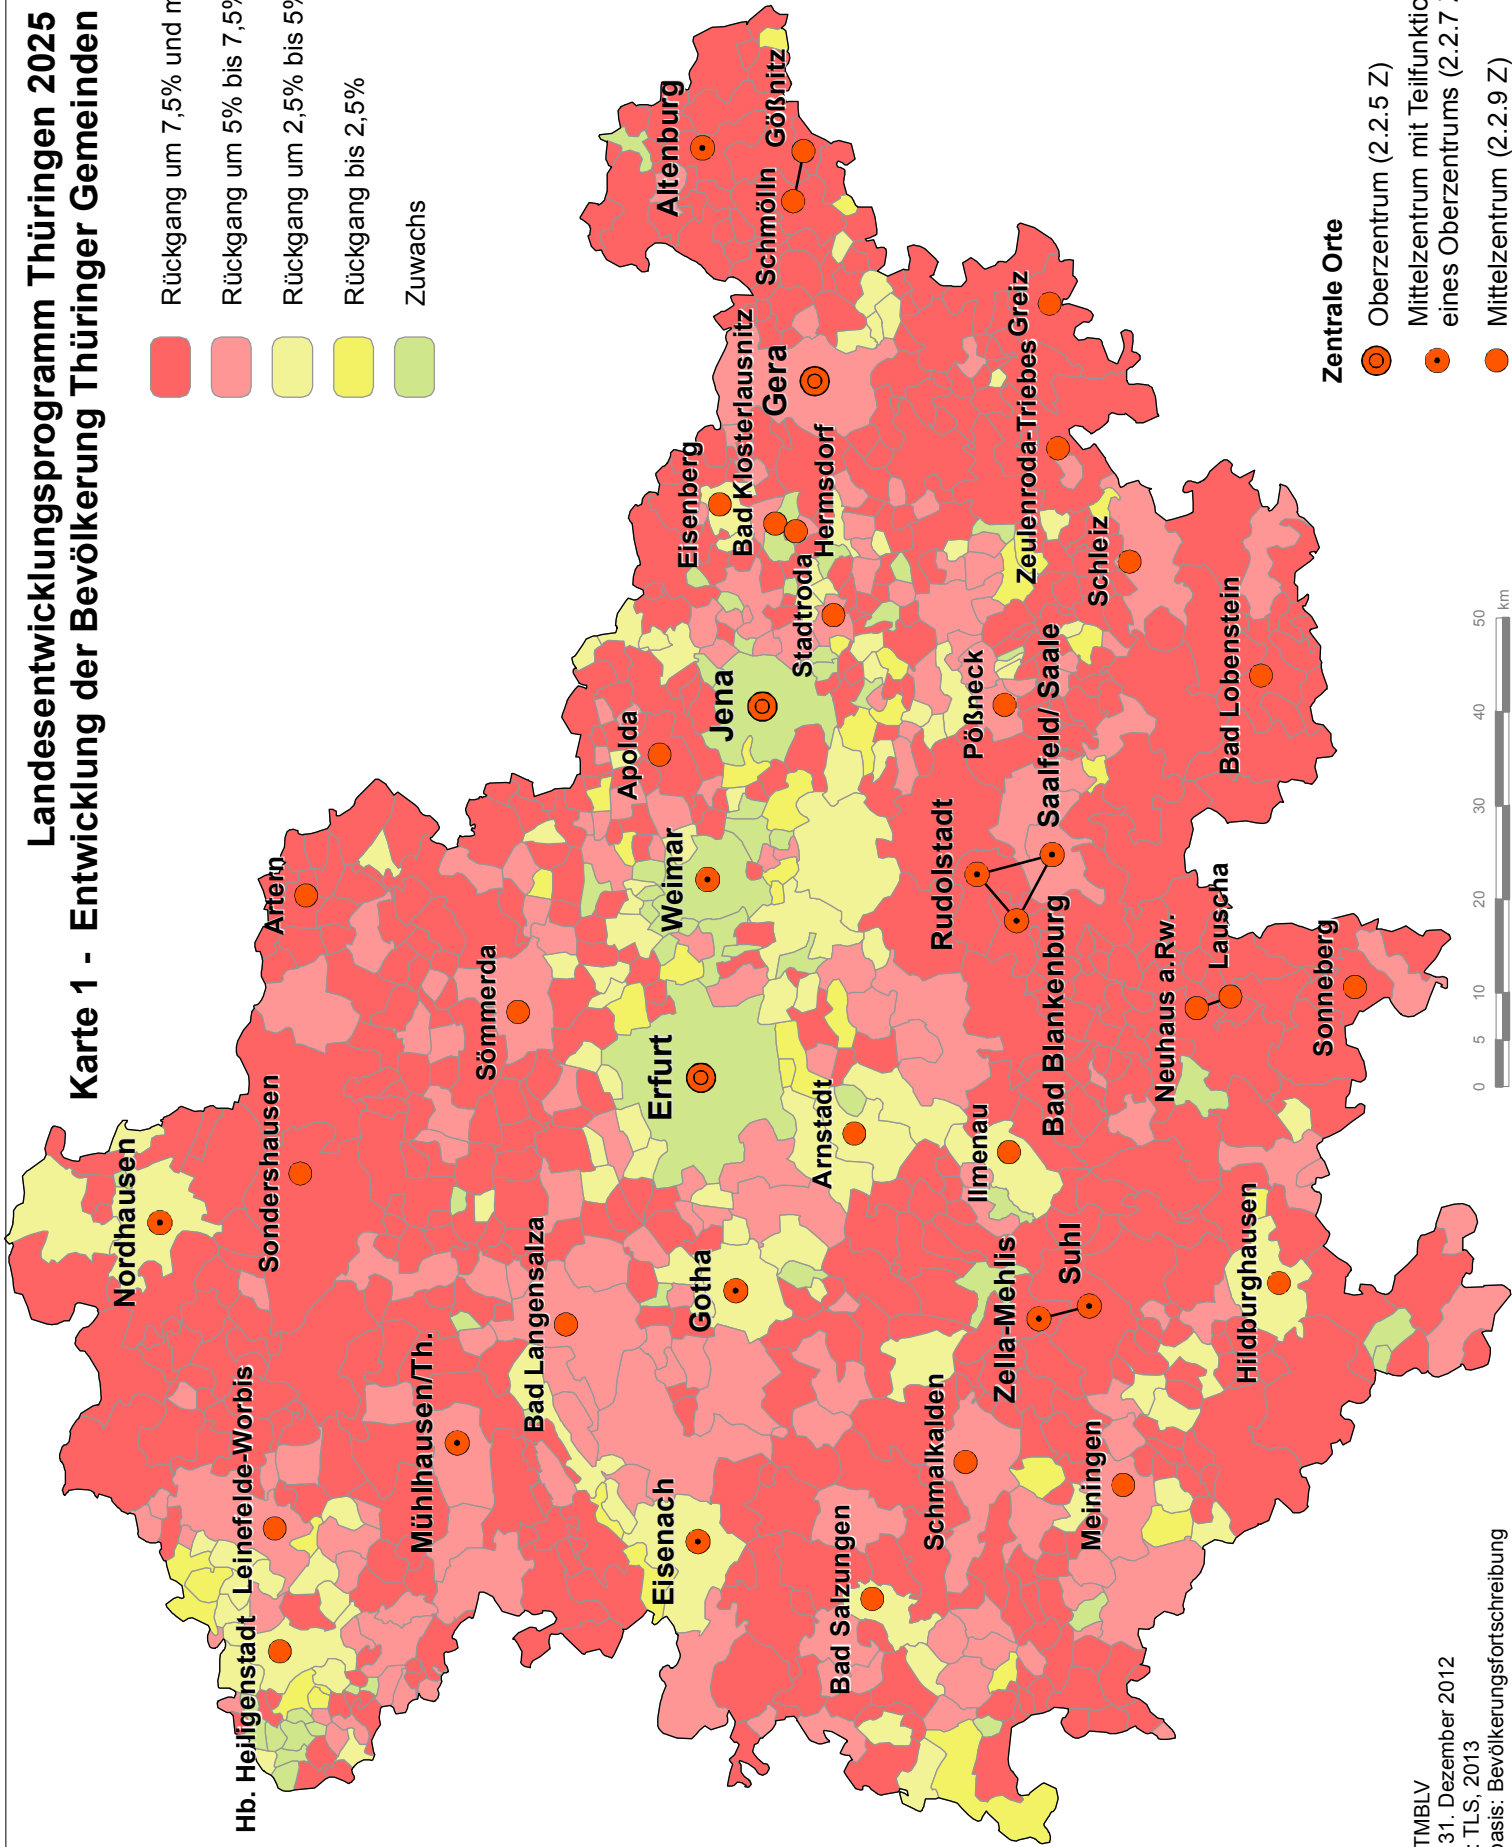 Landesentwicklungsprogramm Thüringen 2025
Karte 1 - Entwicklung der Bevölkerung Thüringer Gemeinden
Rückgang um 7,5% und m
Rückgang um 5% bis 7,5%
Rückgang um 2,5% bis 5%
Rückgang bis 2,5%
Zuwachs
Nordhausen
Artern
Sondershausen
Hb. Heiligenstadt
Leinefelde-Worbis
Mühlhausen/Th.
Sömmerda
Bad Langensalza
Apolda
Eisenberg
Altenburg
Eisenach
Gotha
Erfurt
Weimar
Jena
Bad Klosterlausnitz
Gera
Schmölln
Gößnitz
Stadtroda
Hermsdorf
Arnstadt
Bad Salzungen
Schmalkalden
Ilmenau
Rudolstadt
Pößneck
Zella-Mehlis
Suhl
Bad Blankenburg
Saalfeld/ Saale
Zeulenroda-Triebes
Greiz
Meiningen
Schleiz
Neuhaus a.Rw.
Lauscha
Hildburghausen
Bad Lobenstein
Sonneberg
Zentrale Orte
Oberzentrum (2.2.5 Z)
Mittelzentrum mit Teilfunktio
eines Oberzentrums (2.2.7
Mittelzentrum (2.2.9 Z)
0 5 10 20 30 40 50
km
TMBLV
31. Dezember 2012
: TLS, 2013
basis: Bevölkerungsfortschreibung